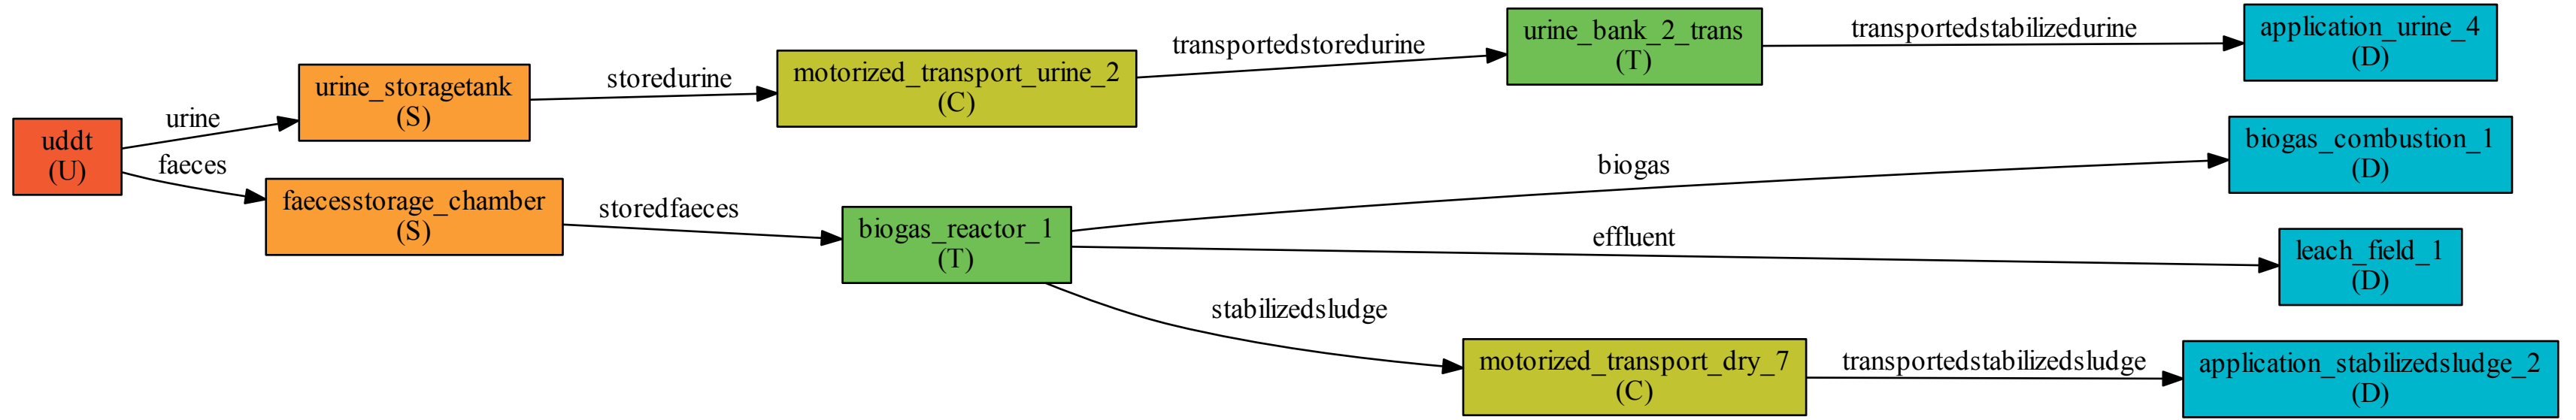 uddt
(U)
urine
faeces
urine_storagetank
(S)
faecesstorage_chamber
(S)
storedurine
storedfaeces
motorized_transport_urine_2
(C)
biogas_reactor_1
(T)
transportedstoredurine
urine_bank_2_trans
(T)
transportedstabilizedurine
application_urine_4
(D)
biogas
biogas_combustion_1
(D)
effluent
leach_field_1
(D)
stabilizedsludge
motorized_transport_dry_7
(C)
transportedstabilizedsludge
application_stabilizedsludge_2
(D)